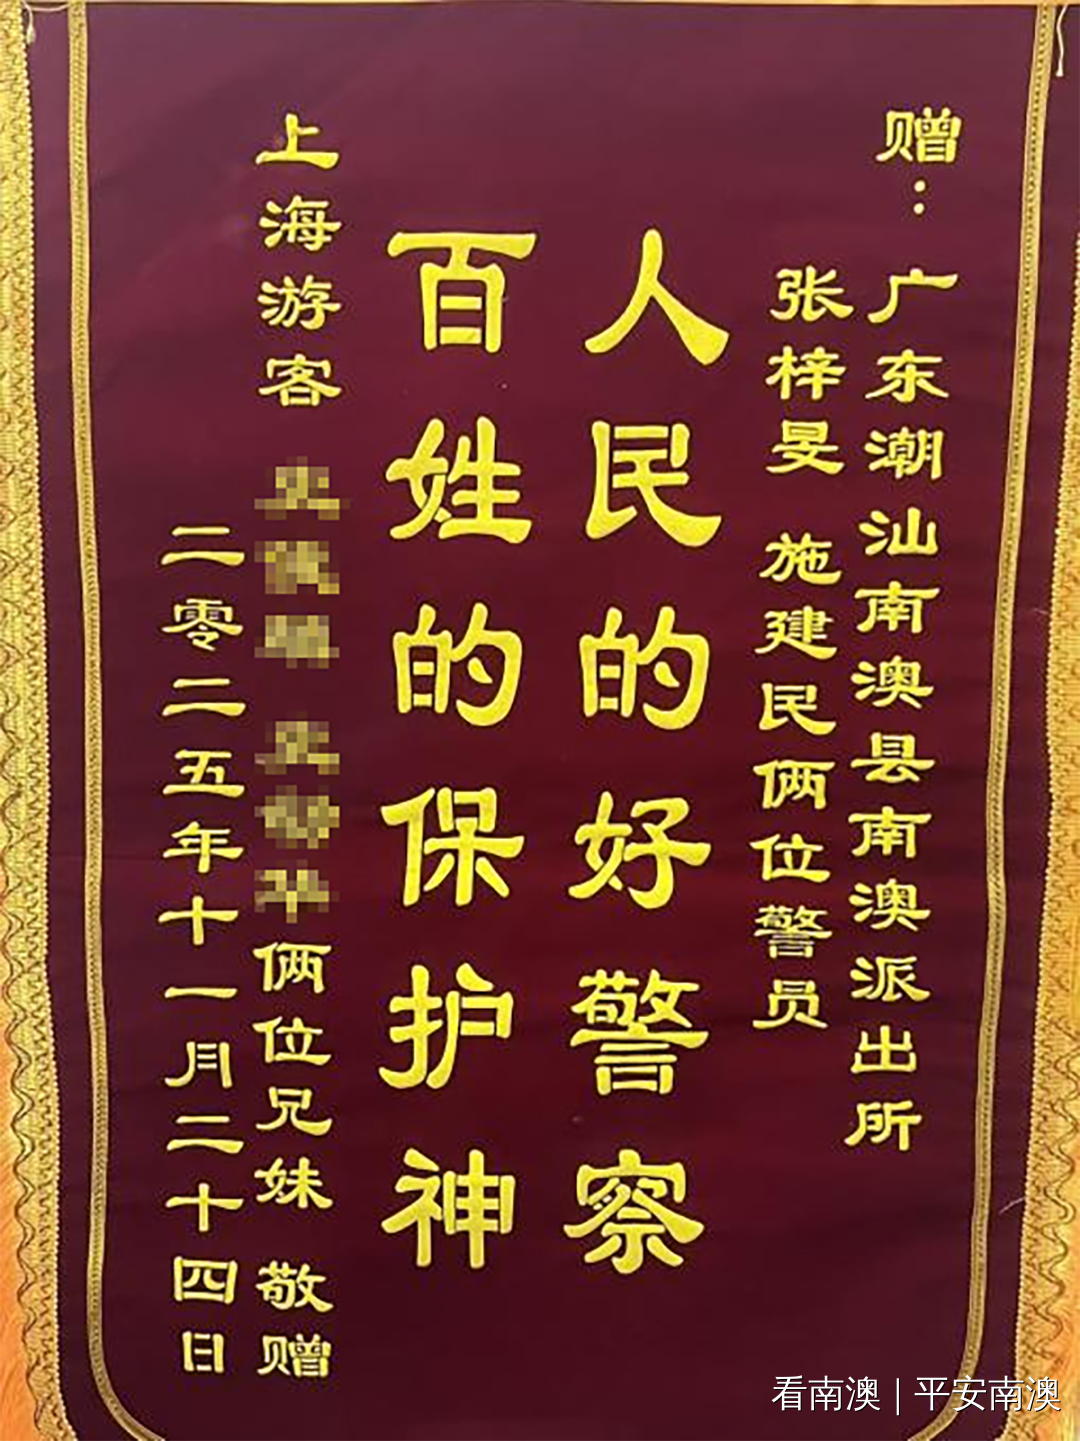 赠：广东潮汕南澳县南澳派出所
张梓旻 施建民俩位警员
人民的好警察
百姓的保护神
上海游客 俩位兄妹 敬赠
二零二五年十一月二十四日
看南澳 | 平安南澳